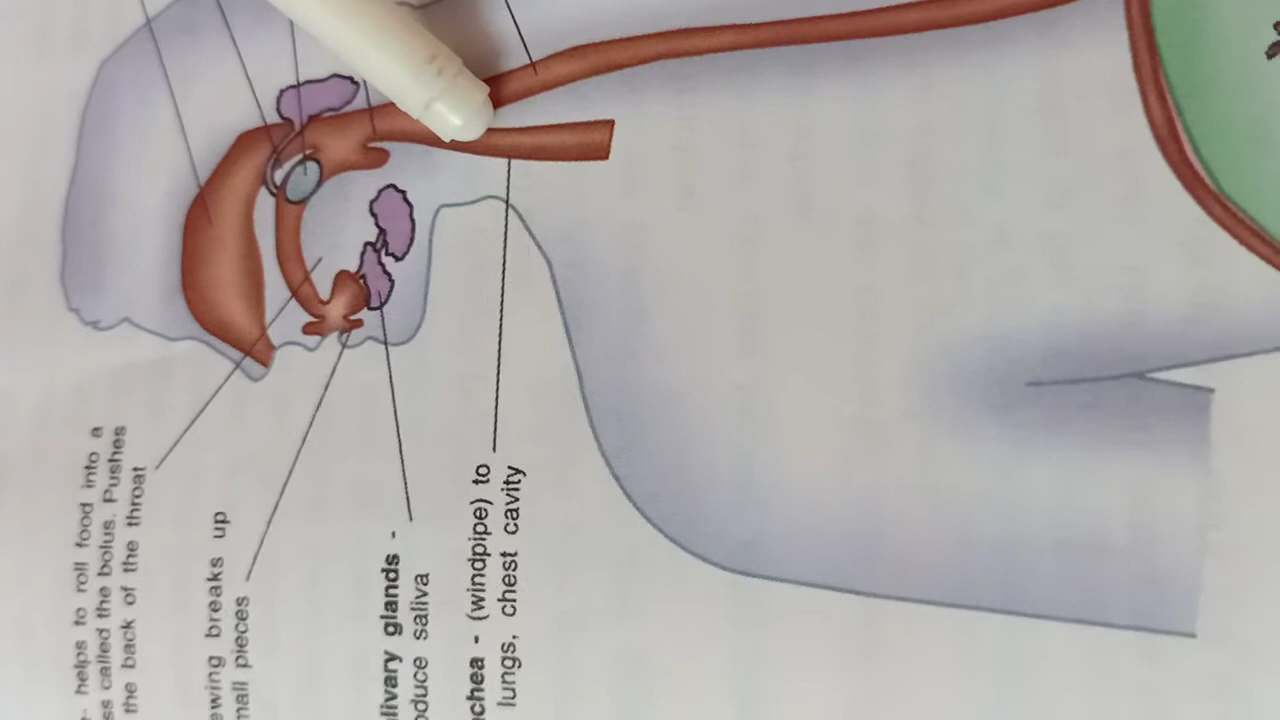 - helps to roll food into a
ss called the bolus. Pushes
the back of the throat
ewing breaks up
mall pieces
livary glands -
oduce saliva
chea - (windpipe) to
lungs, chest cavity